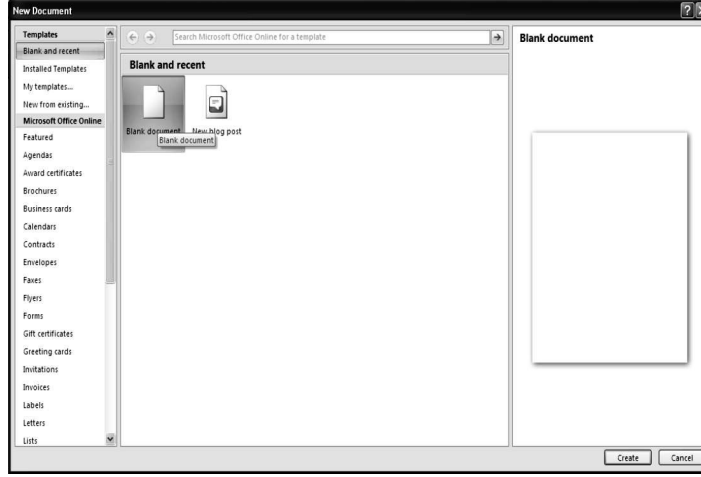 New Document
Templates
Blank and recent
Installed Templates
My templates...
New from existing...
Microsoft Office Online
Featured
Agendas
Award certificates
Brochures
Business cards
Calendars
Contracts
Envelopes
Faxes
Flyers
Forms
Gift certificates
Greeting cards
Invitations
Invoices
Labels
Letters
Lists
Search Microsoft Office Online for a template
Blank and recent
Blank document New blog post
Blank document
Blank document
Create Cancel